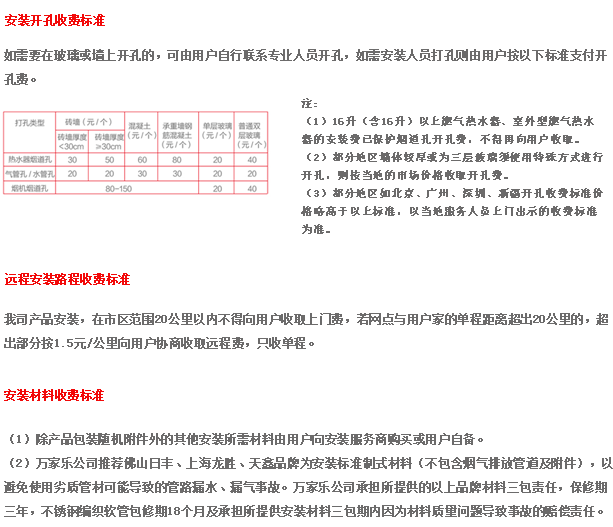 安装开孔收费标准
如需要在玻璃或墙上开孔的，可由用户自行联系专业人员开孔，如需安装人员打孔则由用户按以下标准支付开
孔费。
打孔类型 砖墙（元/个） 混凝土（元/个） 承重墙钢筋混凝土（元/个） 单层玻璃（元/个） 普通双层玻璃（元/个）
砖墙厚度<30cm 砖墙厚度≥30cm
热水器烟道孔 30 50 60 80 20 40
气管孔/水管孔 20 20 30 30 20 20
烟机烟道孔 80-150 20 40
注：
（1）16升（含16升）以上燃气热水器、室外型燃气热水
器的安装费已保护烟道孔开孔费，不得再向用户收取。
（2）部分地区墙体较厚或为三层玻璃须使用特殊方式进行
开孔，则按当地的市场价格收取开孔费。
（3）部分地区如北京、广州、深圳、新疆开孔收费标准价
格略高于以上标准，以当地服务人员上门出示的收费标准
为准。
远程安装路程收费标准
我司产品安装，在市区范围20公里以内不得向用户收取上门费，若网点与用户家的单程距离超出20公里的，超
出部分按1.5元/公里向用户协商收取远程费，只收单程。
安装材料收费标准
（1）除产品包装随机附件外的其他安装所需材料由用户向安装服务商购买或用户自备。
（2）万家乐公司推荐佛山日丰、上海龙胜、天鑫品牌为安装标准制式材料（不包含烟气排放管道及附件），以
避免使用劣质管材可能导致的管路漏水、漏气事故。万家乐公司承担所提供的以上品牌材料三包责任，保修期
三年，不锈钢编织软管包修期18个月及承担所提供安装材料三包期内因为材料质里问题导致事故的赔偿责任。